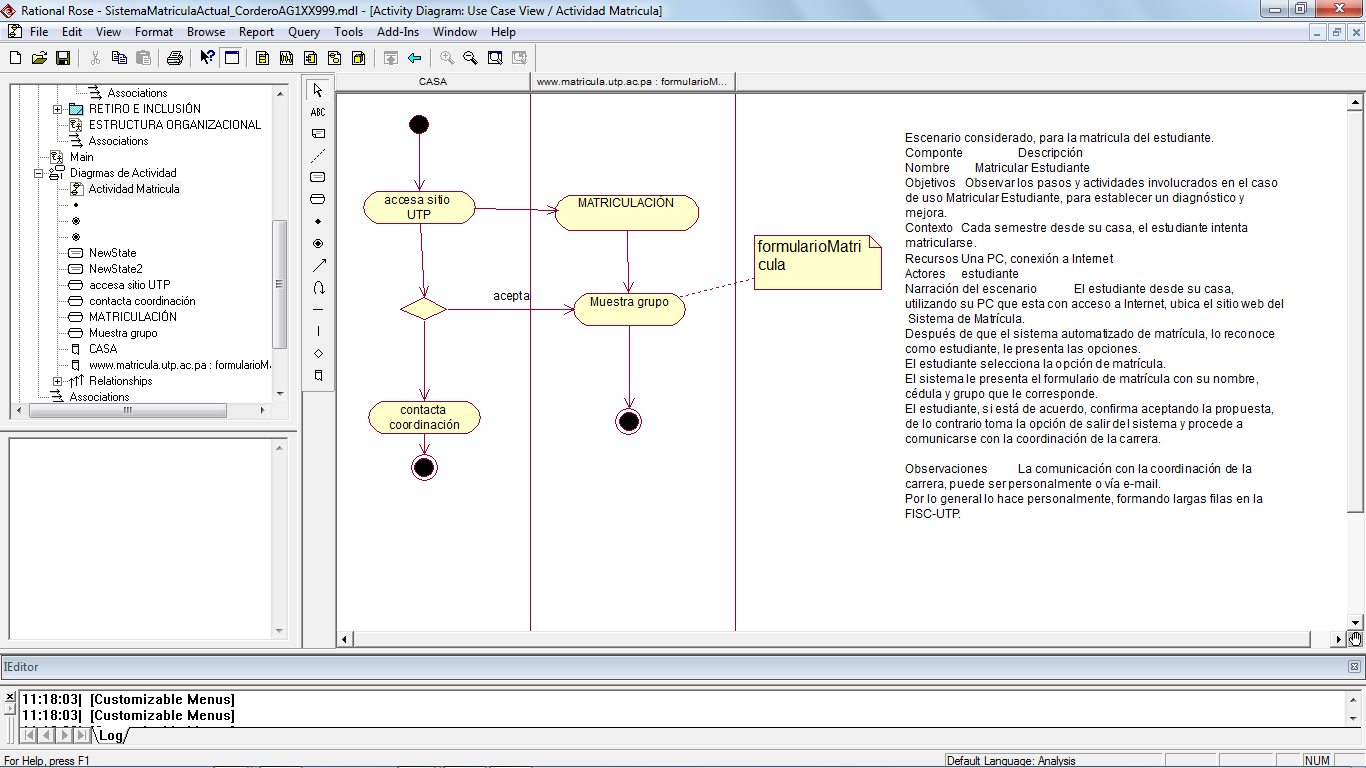 Rational Rose - SistemaMatriculaActual_CorderoAG1XX999.mdl - [Activity Diagram: Use Case View / Actividad Matricula]
File Edit View Format Browse Report Query Tools Add-Ins Window Help
Associations
RETIRO E INCLUSIÓN
ESTRUCTURA ORGANIZACIONAL
Associations
Main
Diagrmas de Actividad
Actividad Matricula
NewState
NewState2
accesa sitio UTP
contacta coordinación
MATRICULACIÓN
Muestra grupo
CASA
www.matricula.utp.ac.pa : formularioM
Relationships
Associations
ABC
CASA
www.matricula.utp.ac.pa : formularioM...
accesa sitio
UTP
MATRICULACIÓN
acepta
Muestra grupo
contacta
coordinación
formularioMatri
cula
Escenario considerado, para la matricula del estudiante.
Componte Descripción
Nombre Matricular Estudiante
Objetivos Observar los pasos y actividades involucrados en el caso
de uso Matricular Estudiante, para establecer un diagnóstico y
mejora.
Contexto Cada semestre desde su casa, el estudiante intenta
matricularse.
Recursos Una PC, conexión a Internet
Actores estudiante
Narración del escenario El estudiante desde su casa,
utilizando su PC que esta con acceso a Internet, ubica el sitio web del
Sistema de Matrícula.
Después de que el sistema automatizado de matrícula, lo reconoce
como estudiante, le presenta las opciones.
El estudiante selecciona la opción de matrícula.
El sistema le presenta el formulario de matrícula con su nombre,
cédula y grupo que le corresponde.
El estudiante, si está de acuerdo, confirma aceptando la propuesta,
de lo contrario toma la opción de salir del sistema y procede a
comunicarse con la coordinación de la carrera.
Observaciones La comunicación con la coordinación de la
carrera, puede ser personalmente o vía e-mail.
Por lo general lo hace personalmente, formando largas filas en la
FISC-UTP.
IEditor
11:18:03| [Customizable Menus]
11:18:03| [Customizable Menus]
Log
For Help, press F1
Default Language: Analysis
NUM